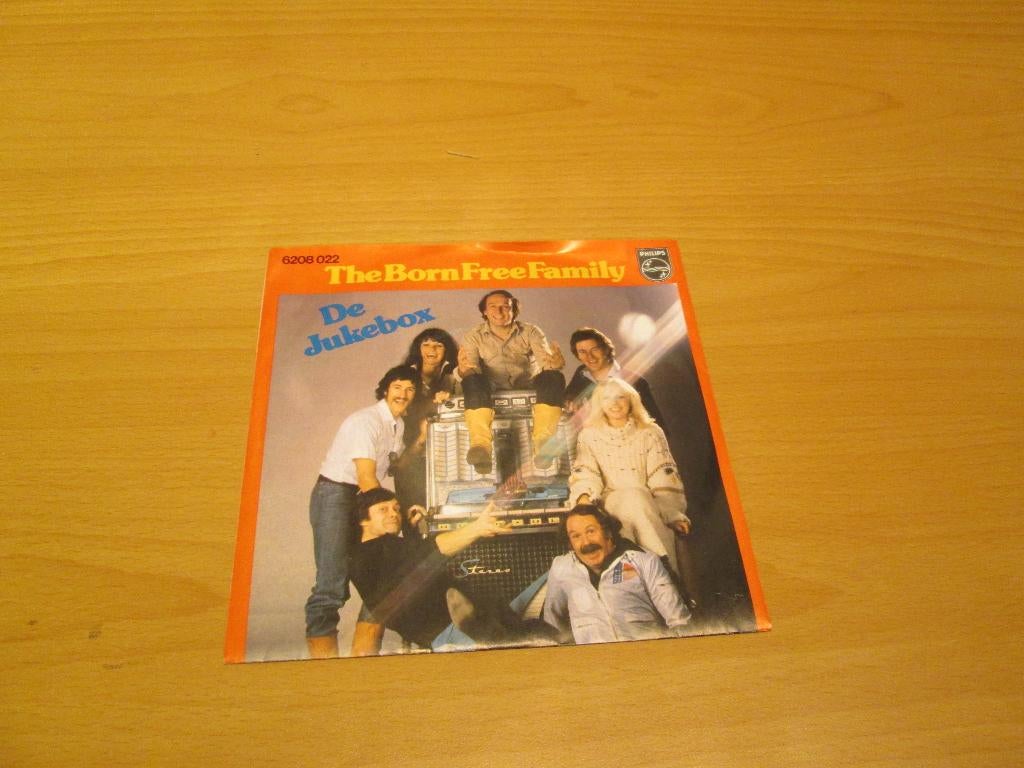 6208 022
The Born Free Family
PHILIPS
De
Jukebox
Stereo